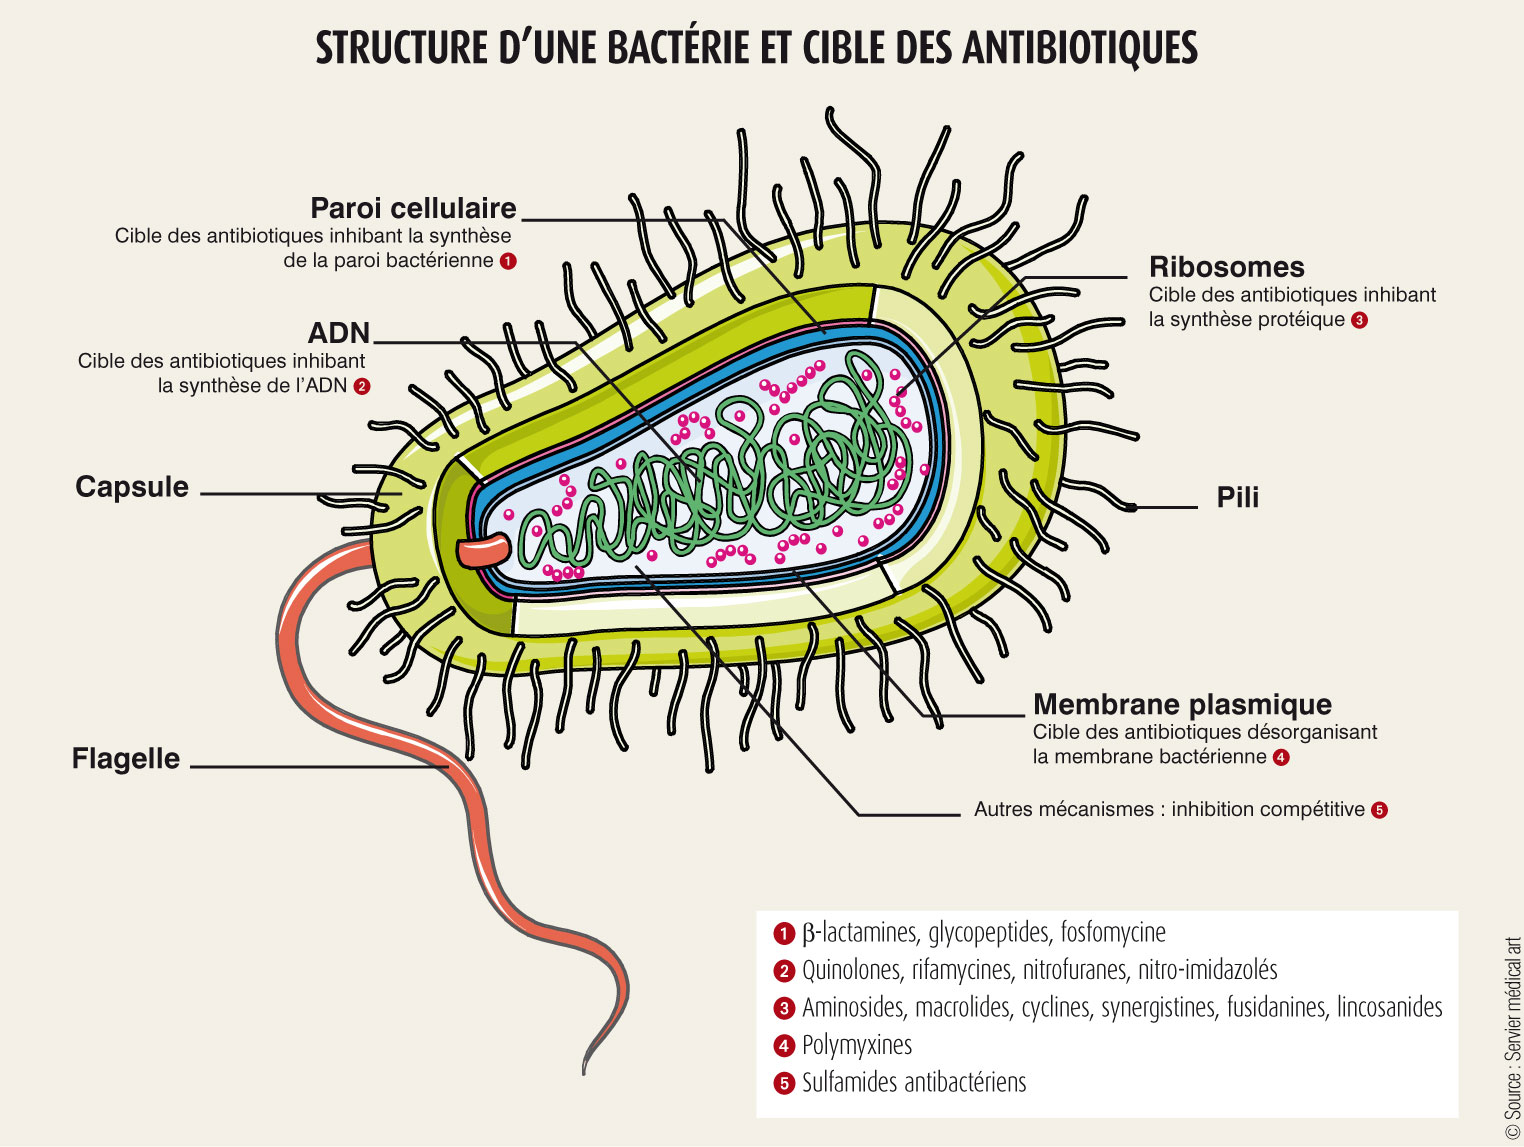 STRUCTURE D'UNE BACTÉRIE ET CIBLE DES ANTIBIOTIQUES
Paroi cellulaire
Cible des antibiotiques inhibant la synthèse
de la paroi bactérienne 1
Ribosomes
Cible des antibiotiques inhibant
la synthèse protéique 3
ADN
Cible des antibiotiques inhibant
la synthèse de l'ADN 2
Capsule
Pili
Membrane plasmique
Cible des antibiotiques désorganisant
la membrane bactérienne 4
Flagelle
Autres mécanismes : inhibition compétitive 5
1 β-lactamines, glycopeptides, fosfomycine
2 Quinolones, rifamycines, nitrofuranes, nitro-imidazolés
3 Aminosides, macrolides, cyclines, synergistines, fusidanines, lincosanides
4 Polymyxines
5 Sulfamides antibactériens
© Source : Servier médical art